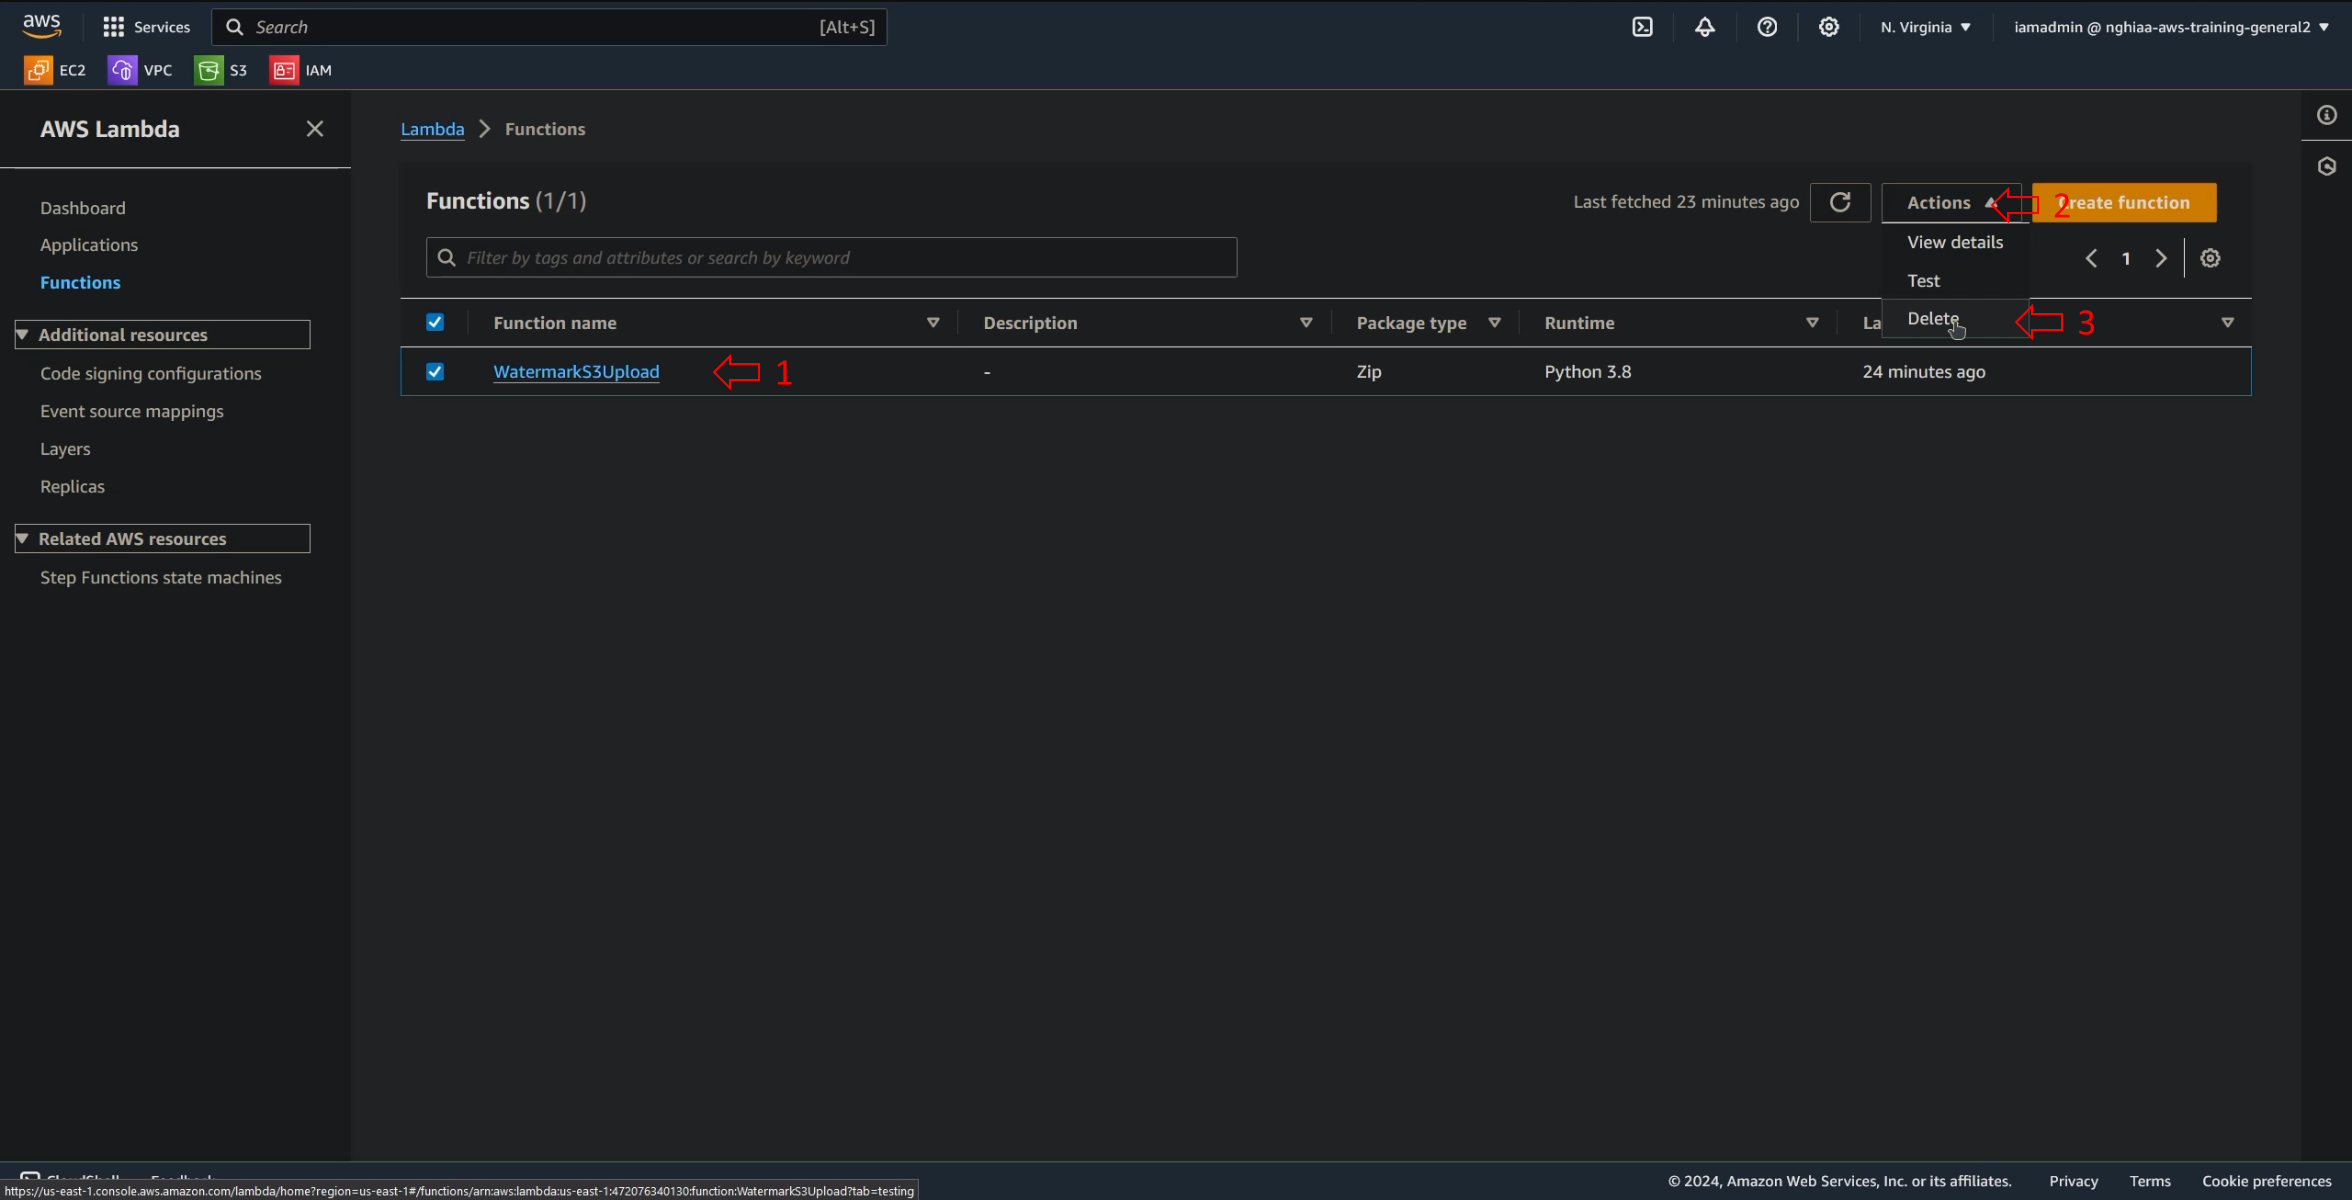 aws
Services
Search
[Alt+S]
N. Virginia
iamadmin @ nghiaa-aws-training-general2
EC2
VPC
S3
IAM
AWS Lambda
Lambda
Functions
Dashboard
Applications
Functions
Additional resources
Code signing configurations
Event source mappings
Layers
Replicas
Related AWS resources
Step Functions state machines
Functions (1/1)
Last fetched 23 minutes ago
Actions
2
reate function
Filter by tags and attributes or search by keyword
View details
Test
Delete
3
1
Function name
Description
Package type
Runtime
La
WatermarkS3Upload
1
-
Zip
Python 3.8
24 minutes ago
https://us-east-1.console.aws.amazon.com/lambda/home?region=us-east-1#/functions/arn:aws:lambda:us-east-1:472076340130:function:WatermarkS3Upload?tab=testing
© 2024, Amazon Web Services, Inc. or its affiliates.
Privacy
Terms
Cookie preferences